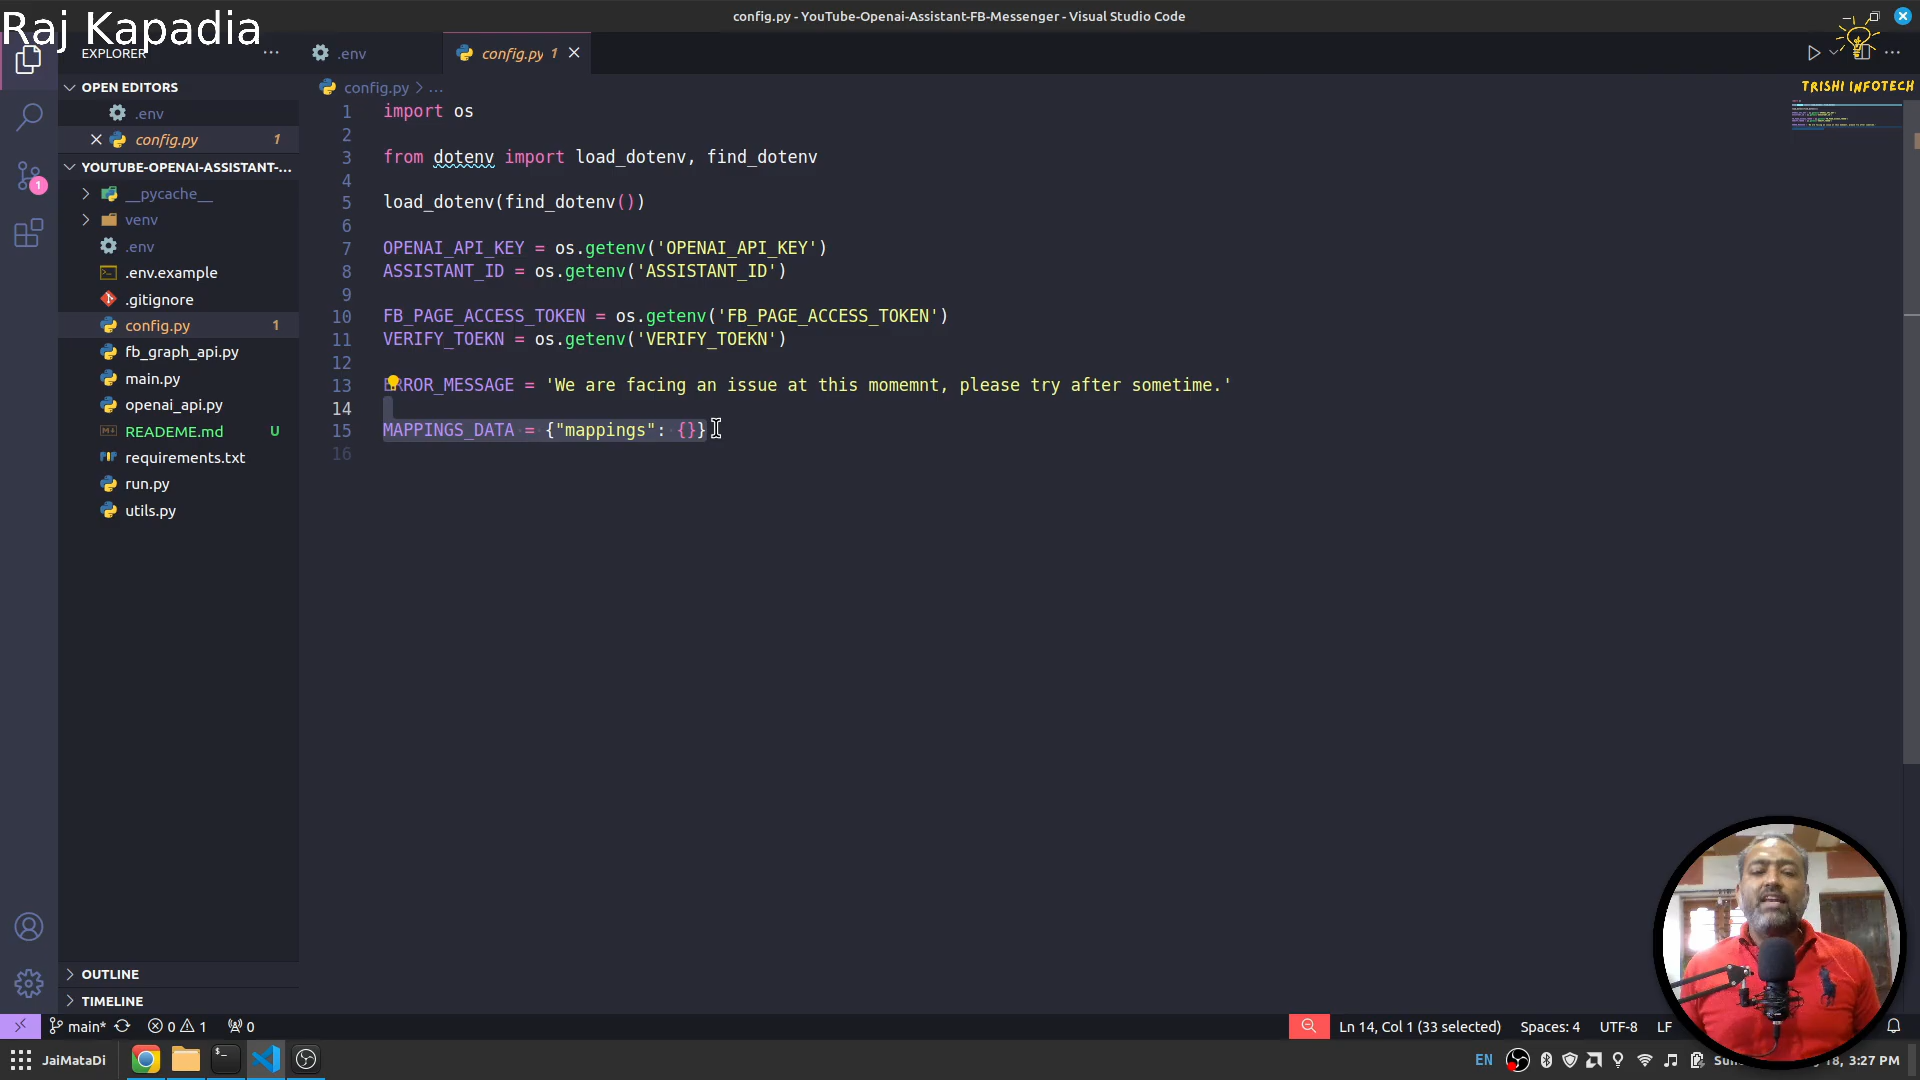 Raj Kapadia
config.py - YouTube-Openai-Assistant-FB-Messenger - Visual Studio Code
EXPLORER
.env
config.py 1
TRISHI INFOTECH
OPEN EDITORS
.env
config.py 1
YOUTUBE-OPENAI-ASSISTANT-...
__pycache__
venv
.env
.env.example
.gitignore
config.py 1
fb_graph_api.py
main.py
openai_api.py
READEME.md U
requirements.txt
run.py
utils.py
OUTLINE
TIMELINE
config.py > ...
1 import os
2
3 from dotenv import load_dotenv, find_dotenv
4
5 load_dotenv(find_dotenv())
6
7 OPENAI_API_KEY = os.getenv('OPENAI_API_KEY')
8 ASSISTANT_ID = os.getenv('ASSISTANT_ID')
9
10 FB_PAGE_ACCESS_TOKEN = os.getenv('FB_PAGE_ACCESS_TOKEN')
11 VERIFY_TOEKN = os.getenv('VERIFY_TOEKN')
12
13 ERROR_MESSAGE = 'We are facing an issue at this momemnt, please try after sometime.'
14
15 MAPPINGS_DATA = {"mappings": {}}
16
1
main* 0 1 0
Ln 14, Col 1 (33 selected) Spaces: 4 UTF-8 LF
JaiMataDi
EN
18, 3:27 PM